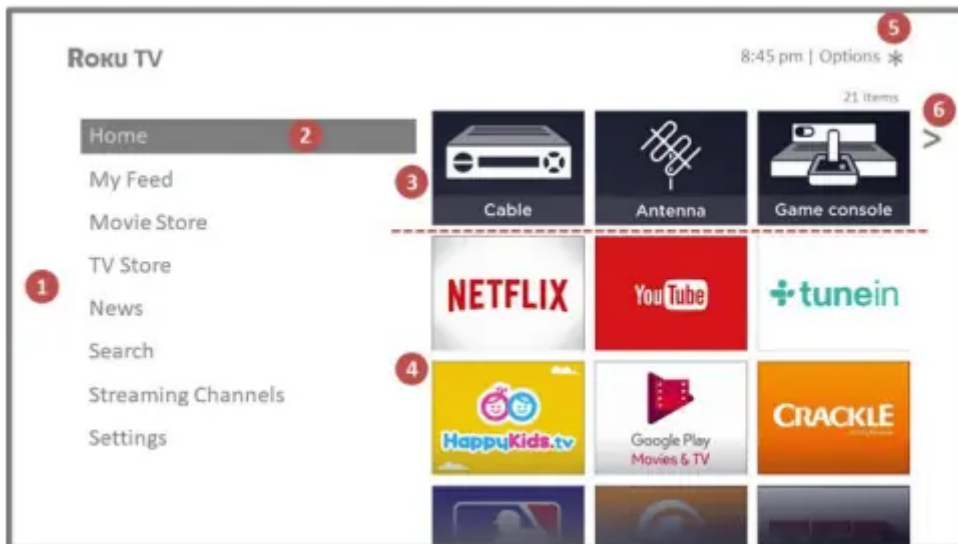 ROKU TV
8:45 pm | Options *
5
21 items
6
>
Home
2
My Feed
Movie Store
TV Store
1
News
Search
Streaming Channels
Settings
3
Cable
Antenna
Game console
NETFLIX
YouTube
tunein
4
HappyKids.tv
Google Play
Movies & TV
CRACKLE